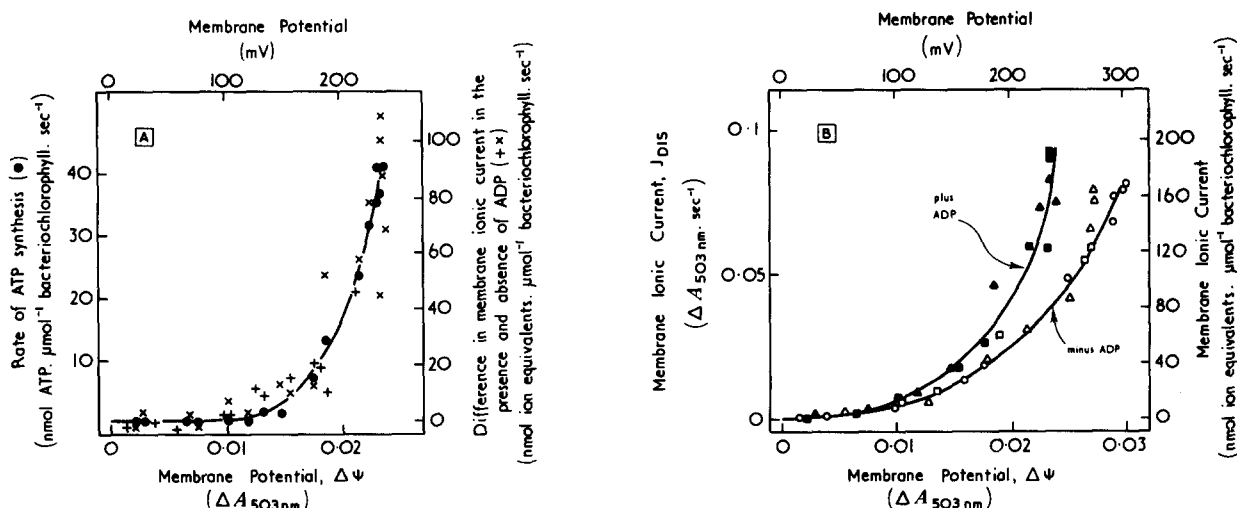 Membrane Potential
(mV)
0 100 200
A
Rate of ATP synthesis (●)
(nmol ATP. μmol⁻¹ bacteriochlorophyll. sec⁻¹)
40
30
20
10
0
100
80
60
40
20
0
Difference in membrane ionic current in the
presence and absence of ADP (+ x)
(nmol ion equivalents. μmol⁻¹ bacteriochlorophyll. sec⁻¹)
0 0·01 0·02
Membrane Potential, Δψ
(ΔA503nm)
Membrane Potential
(mV)
0 100 200 300
B
Membrane Ionic Current, JDIS
(ΔA503nm· sec⁻¹)
0·1
0·05
0
plus
ADP
minus ADP
200
160
120
80
40
0
Membrane Ionic Current
(nmol ion equivalents. μmol⁻¹ bacteriochlorophyll. sec⁻¹)
0 0·01 0·02 0·03
Membrane Potential, Δψ
(ΔA503nm)